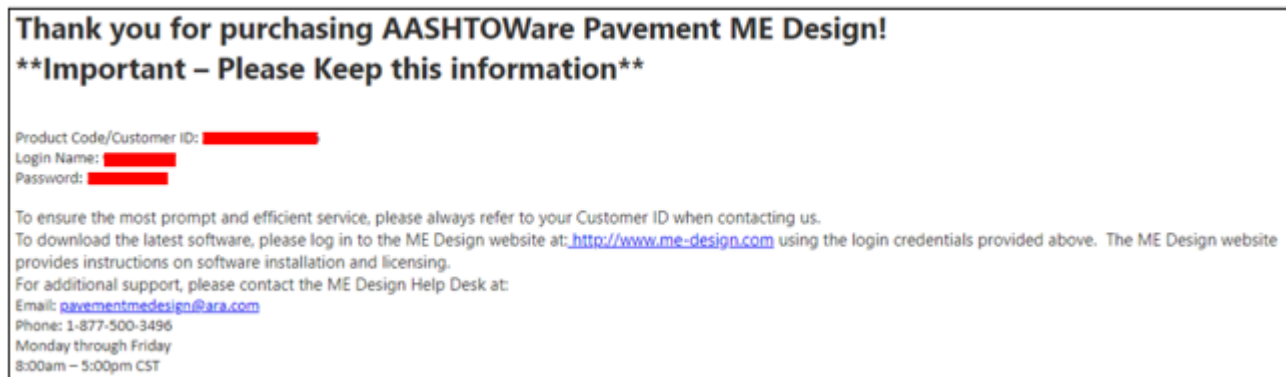 Thank you for purchasing AASHTOWare Pavement ME Design!
**Important – Please Keep this information**
Product Code/Customer ID:
Login Name:
Password:
To ensure the most prompt and efficient service, please always refer to your Customer ID when contacting us.
To download the latest software, please log in to the ME Design website at: http://www.me-design.com using the login credentials provided above. The ME Design website
provides instructions on software installation and licensing.
For additional support, please contact the ME Design Help Desk at:
Email: pavementmedesign@ara.com
Phone: 1-877-500-3496
Monday through Friday
8:00am – 5:00pm CST